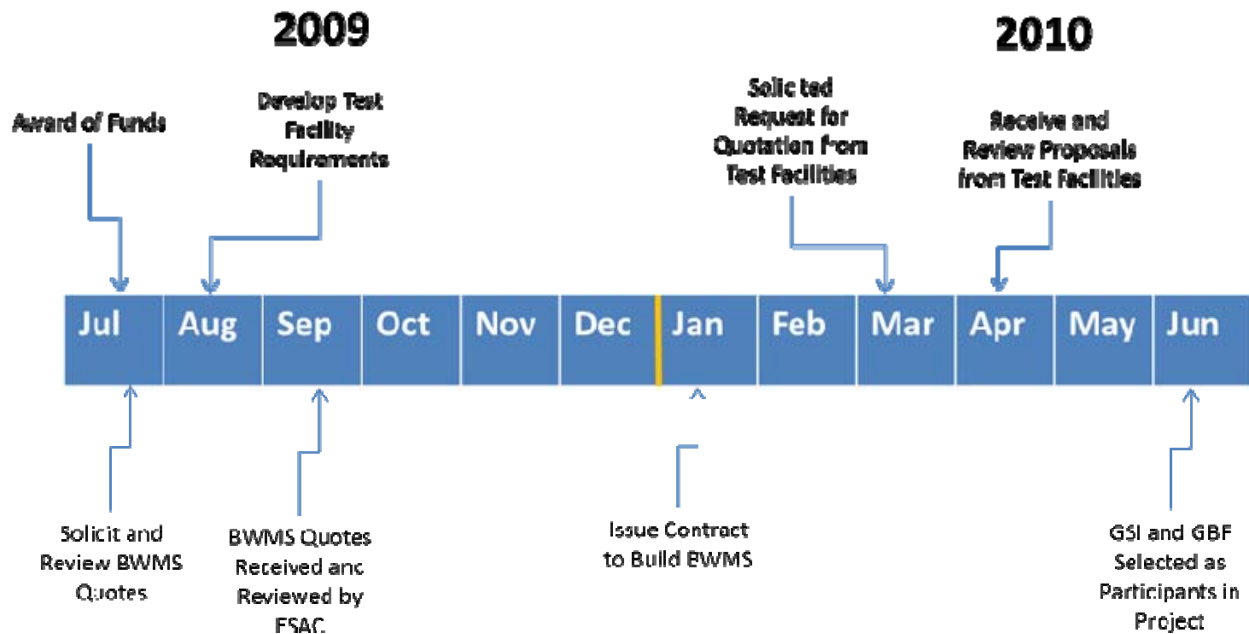 2009
2010
Award of Funds
Develop Test
Facility
Requirements
Solicited
Request for
Quotation from
Test Facilities
Receive and
Review Proposals
from Test Facilities
Jul
Aug
Sep
Oct
Nov
Dec
Jan
Feb
Mar
Apr
May
Jun
Solicit and
Review BWMS
Quotes
BWMS Quotes
Received and
Reviewed by
ESAC
Issue Contract
to Build BWMS
GSI and GBF
Selected as
Participants in
Project